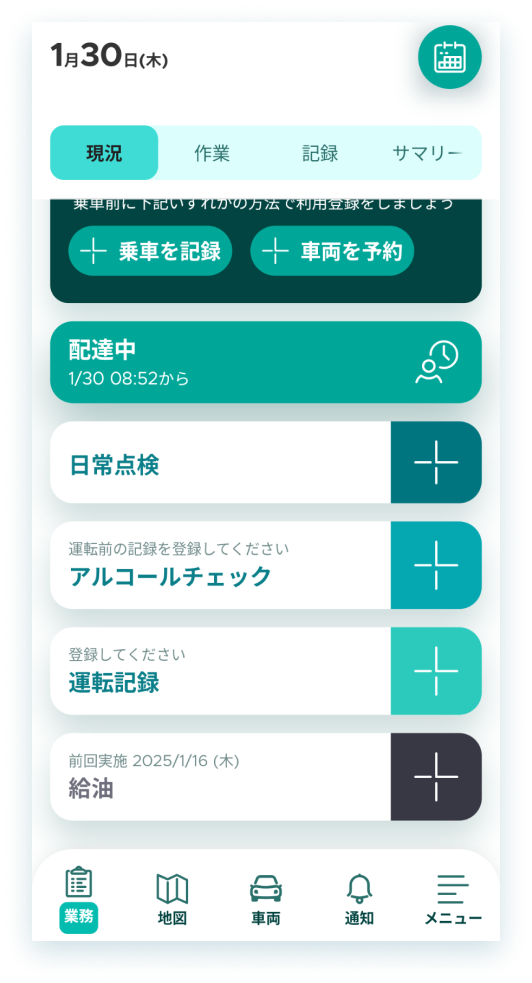 1月30日(木)
現況
作業
記録
サマリー
乗車前に下記いずれかの方法で利用登録をしましょう
乗車を記録
車両を予約
配達中
1/30 08:52から
日常点検
運転前の記録を登録してください
アルコールチェック
登録してください
運転記録
前回実施 2025/1/16 (木)
給油
業務
地図
車両
通知
メニュー